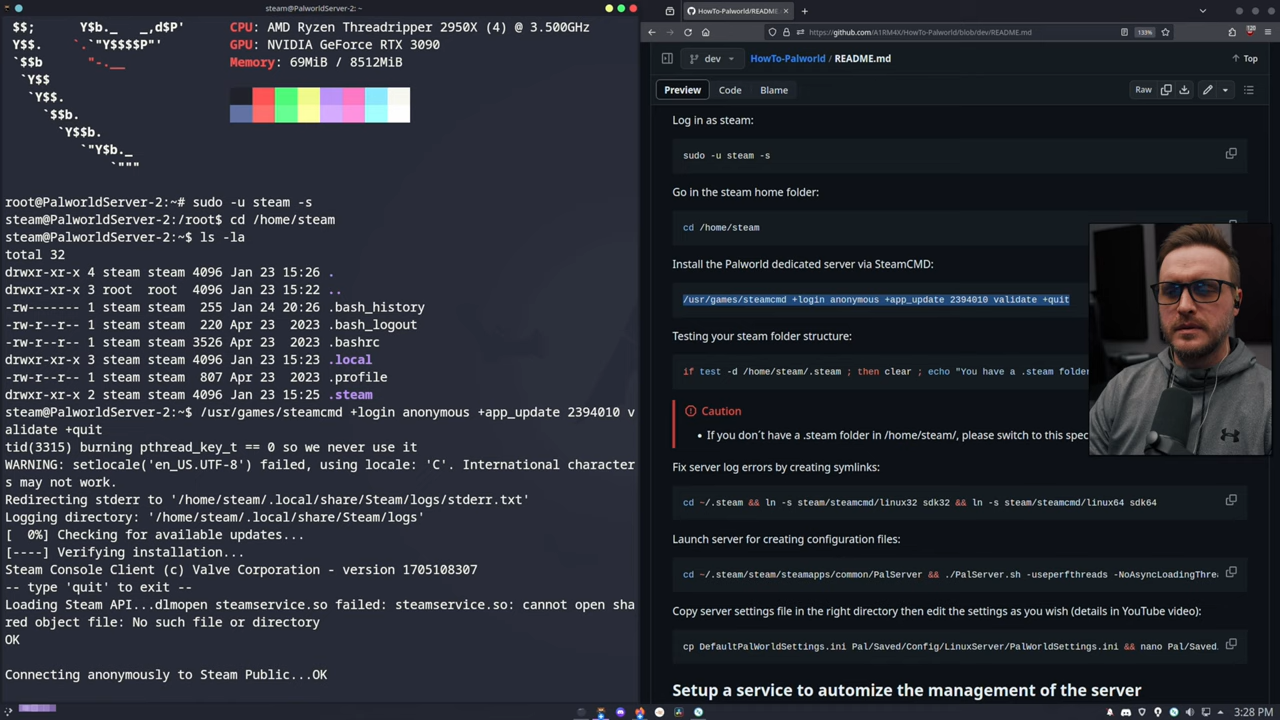 steam@PalworldServer-2: ~
$$;      Y$b._   _,d$P'
Y$$.    `.`"Y$$$$P"'
`$$b      "-.__
`Y$$
`Y$$.
`$$b.
`Y$$b.
`"Y$b._
`"""
CPU: AMD Ryzen Threadripper 2950X (4) @ 3.500GHz
GPU: NVIDIA GeForce RTX 3090
Memory: 69MiB / 8512MiB
root@PalworldServer-2:~# sudo -u steam -s
steam@PalworldServer-2:/root$ cd /home/steam
steam@PalworldServer-2:~$ ls -la
total 32
drwxr-xr-x 4 steam steam 4096 Jan 23 15:26 .
drwxr-xr-x 3 root  root  4096 Jan 23 15:22 ..
-rw------- 1 steam steam  255 Jan 24 20:26 .bash_history
-rw-r--r-- 1 steam steam  220 Apr 23  2023 .bash_logout
-rw-r--r-- 1 steam steam 3526 Apr 23  2023 .bashrc
drwxr-xr-x 3 steam steam 4096 Jan 23 15:23 .local
-rw-r--r-- 1 steam steam  807 Apr 23  2023 .profile
drwxr-xr-x 2 steam steam 4096 Jan 23 15:25 .steam
steam@PalworldServer-2:~$ /usr/games/steamcmd +login anonymous +app_update 2394010 v
alidate +quit
tid(3315) burning pthread_key_t == 0 so we never use it
WARNING: setlocale('en_US.UTF-8') failed, using locale: 'C'. International character
s may not work.
Redirecting stderr to '/home/steam/.local/share/Steam/logs/stderr.txt'
Logging directory: '/home/steam/.local/share/Steam/logs'
[  0%] Checking for available updates...
[----] Verifying installation...
Steam Console Client (c) Valve Corporation - version 1705108307
-- type 'quit' to exit --
Loading Steam API...dlmopen steamservice.so failed: steamservice.so: cannot open sha
red object file: No such file or directory
OK
Connecting anonymously to Steam Public...OK
HowTo-Palworld/README.m
https://github.com/A1RM4X/HowTo-Palworld/blob/dev/README.md
133%
dev
HowTo-Palworld / README.md
Top
Preview
Code
Blame
Raw
Log in as steam:
sudo -u steam -s
Go in the steam home folder:
cd /home/steam
Install the Palworld dedicated server via SteamCMD:
/usr/games/steamcmd +login anonymous +app_update 2394010 validate +quit
Testing your steam folder structure:
if test -d /home/steam/.steam ; then clear ; echo "You have a .steam folder
Caution
• If you don´t have a .steam folder in /home/steam/, please switch to this spec
Fix server log errors by creating symlinks:
cd ~/.steam && ln -s steam/steamcmd/linux32 sdk32 && ln -s steam/steamcmd/linux64 sdk64
Launch server for creating configuration files:
cd ~/.steam/steam/steamapps/common/PalServer && ./PalServer.sh -useperfthreads -NoAsyncLoadingThre
Copy server settings file in the right directory then edit the settings as you wish (details in YouTube video):
cp DefaultPalWorldSettings.ini Pal/Saved/Config/LinuxServer/PalWorldSettings.ini && nano Pal/Saved
Setup a service to automize the management of the server
3:28 PM